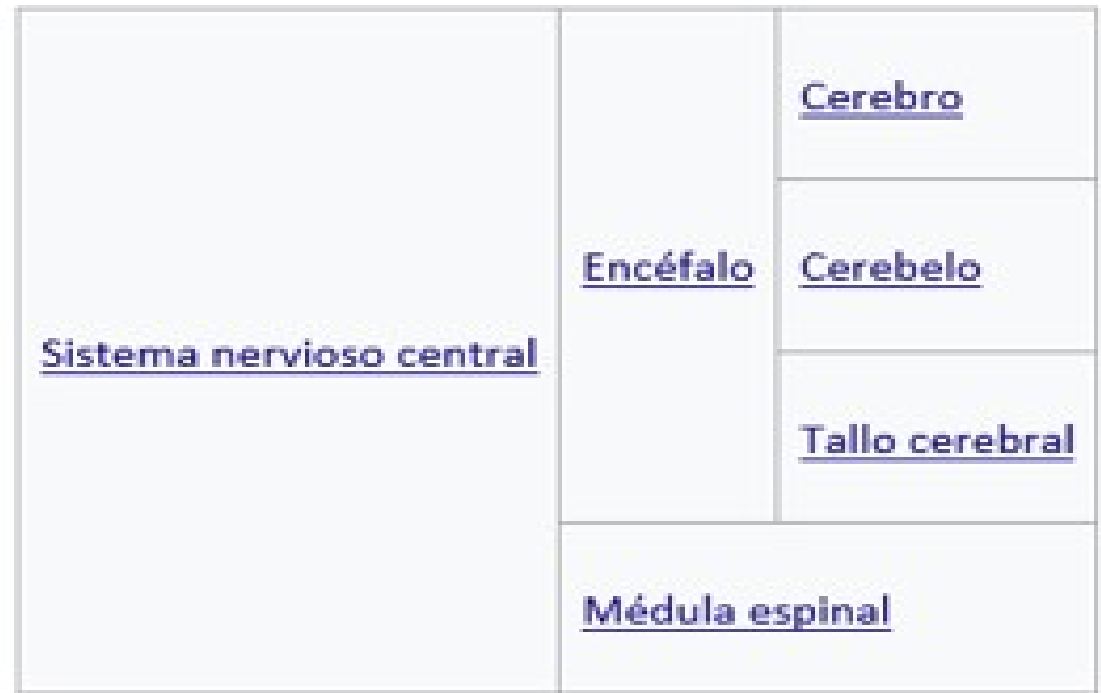 Sistema nervioso central
Encéfalo
Cerebro
Cerebelo
Tallo cerebral
Médula espinal